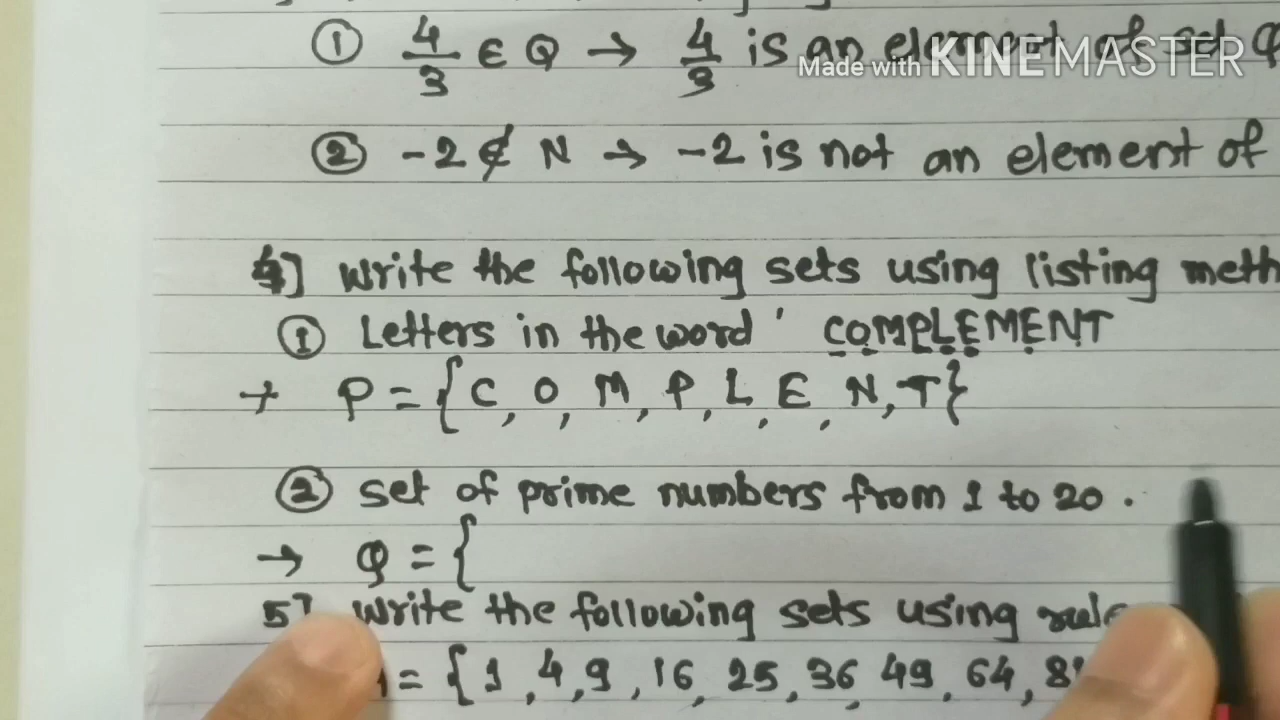 ① 4/3 ∈ Q → 4/3 is an element of set Q
Made with KINEMASTER
② -2 ∉ N → -2 is not an element of
4] Write the following sets using listing meth
① Letters in the word ' COMPLEMENT
→ P = {C, O, M, P, L, E, N, T}
② set of prime numbers from 1 to 20.
→ Q = {
5] Write the following sets using rule
= {1, 4, 9, 16, 25, 36, 49, 64, 81